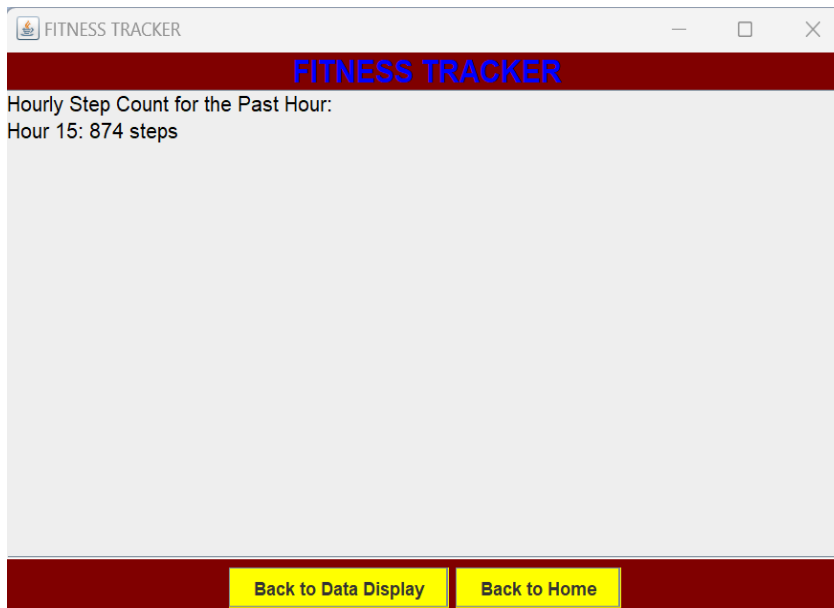 FITNESS TRACKER
FITNESS TRACKER
Hourly Step Count for the Past Hour:
Hour 15: 874 steps
Back to Data Display
Back to Home